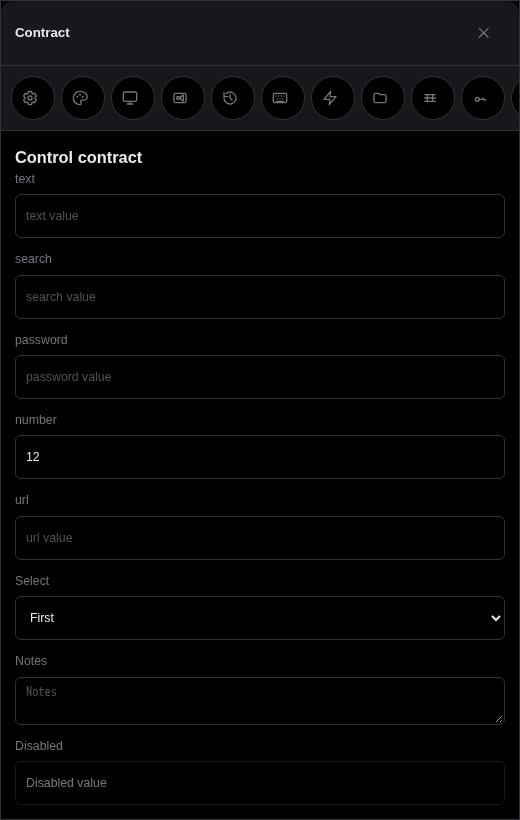 Contract
Control contract
text
text value
search
search value
password
password value
number
12
url
url value
Select
First
Notes
Notes
Disabled
Disabled value